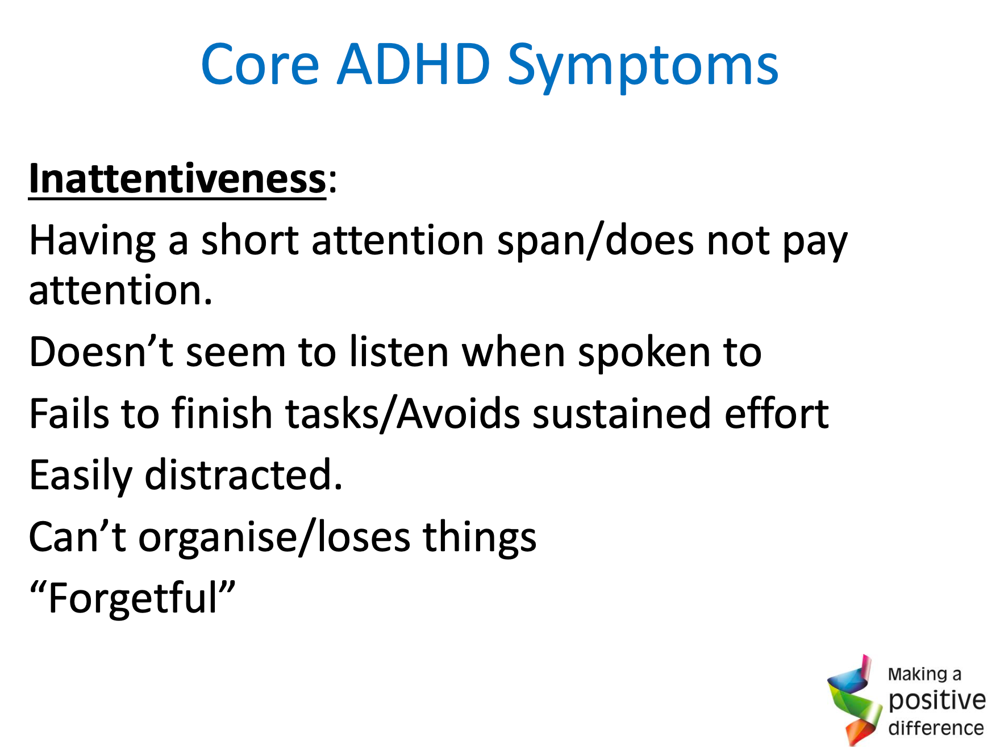 Core ADHD Symptoms
Inattentiveness:
Having a short attention span/does not pay
attention.
Doesn’t seem to listen when spoken to
Fails to finish tasks/Avoids sustained effort
Easily distracted.
Can’t organise/loses things
“Forgetful”
Making a
positive
difference